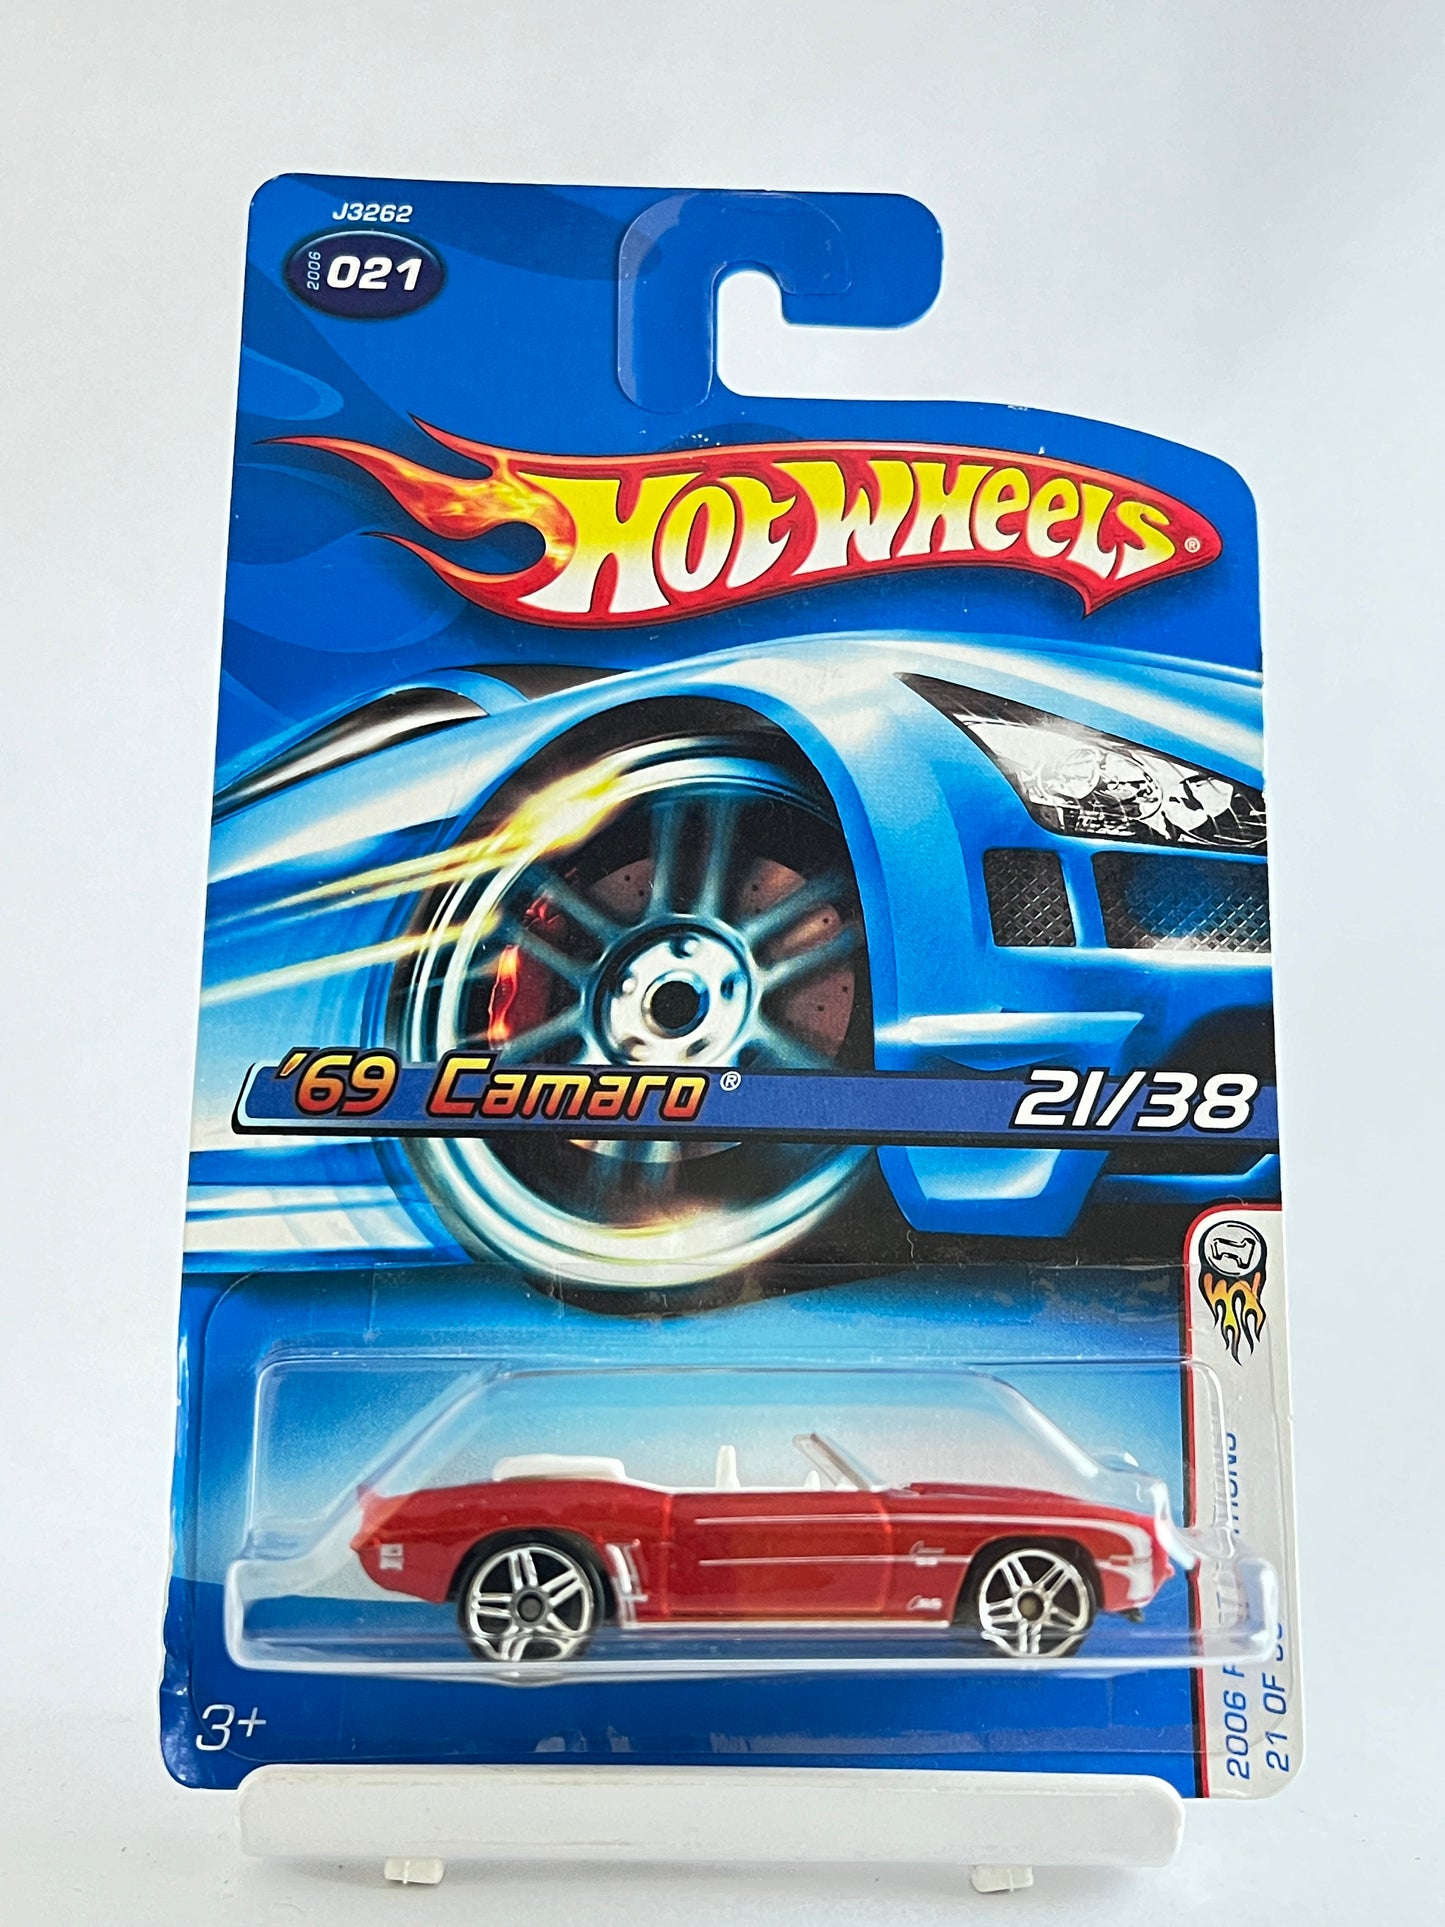 J3262
2006
021
HOT WHEELS®
'69 Camaro®
21/38
3+
2006
21 OF